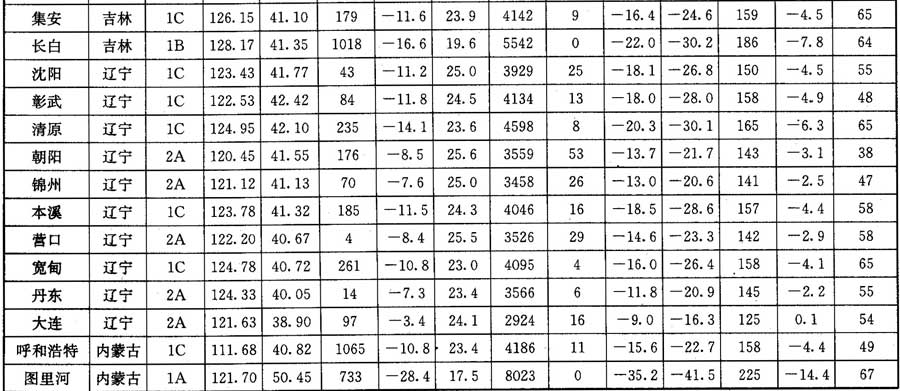 集安 吉林 1C 126.15 41.10 179 -11.6 23.9 4142 9 -16.4 -24.6 159 -4.5 65
长白 吉林 1B 128.17 41.35 1018 -16.6 19.6 5542 0 -22.0 -30.2 186 -7.8 64
沈阳 辽宁 1C 123.43 41.77 43 -11.2 25.0 3929 25 -18.1 -26.8 150 -4.5 55
彰武 辽宁 1C 122.53 42.42 84 -11.8 24.5 4134 13 -18.0 -28.0 158 -4.9 48
清原 辽宁 1C 124.95 42.10 235 -14.1 23.6 4598 8 -20.3 -30.1 165 -6.3 65
朝阳 辽宁 2A 120.45 41.55 176 -8.5 25.6 3559 53 -13.7 -21.7 143 -3.1 38
锦州 辽宁 2A 121.12 41.13 70 -7.6 25.0 3458 26 -13.0 -20.6 141 -2.5 47
本溪 辽宁 1C 123.78 41.32 185 -11.5 24.3 4046 16 -18.5 -28.6 157 -4.4 58
营口 辽宁 2A 122.20 40.67 4 -8.4 25.5 3526 29 -14.6 -23.3 142 -2.9 58
宽甸 辽宁 1C 124.78 40.72 261 -10.8 23.0 4095 4 -16.0 -26.4 158 -4.1 65
丹东 辽宁 2A 124.33 40.05 14 -7.3 23.4 3566 6 -11.8 -20.9 145 -2.2 55
大连 辽宁 2A 121.63 38.90 97 -3.4 24.1 2924 16 -9.0 -16.3 125 0.1 54
呼和浩特 内蒙古 1C 111.68 40.82 1065 -10.8 23.4 4186 11 -15.6 -22.7 158 -4.4 49
图里河 内蒙古 1A 121.70 50.45 733 -28.4 17.5 8023 0 -35.2 -41.5 225 -14.4 67